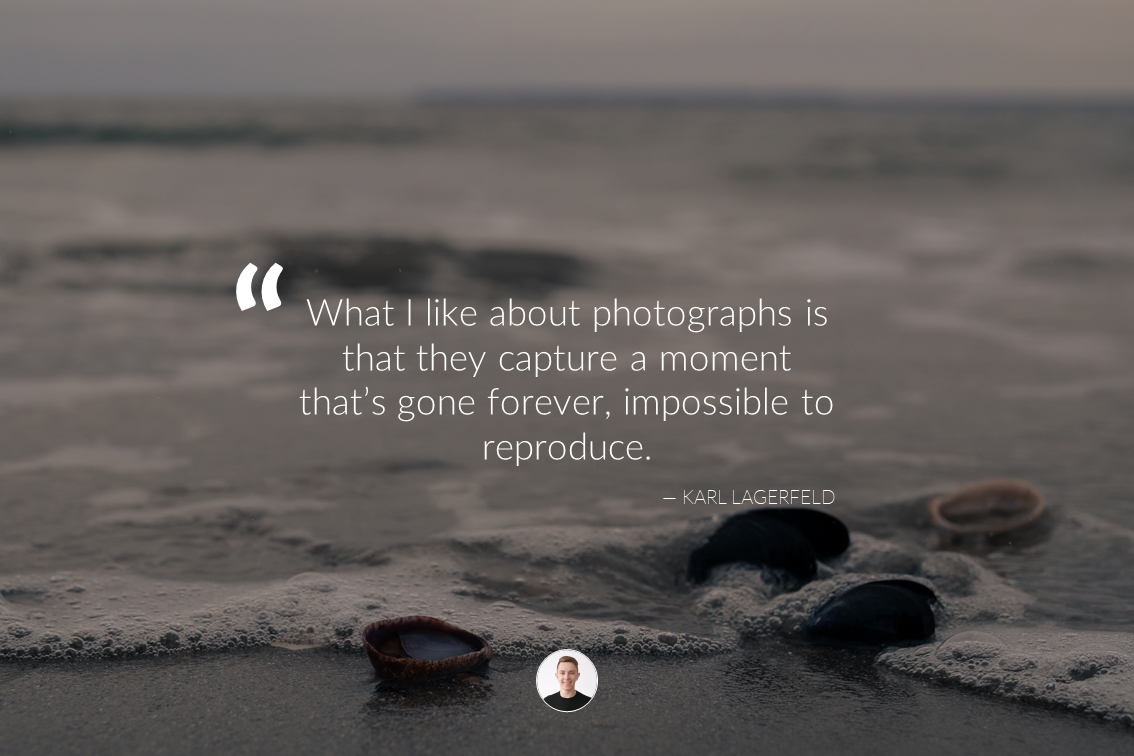 “What I like about photographs is
that they capture a moment
that’s gone forever, impossible to
reproduce.
— KARL LAGERFELD